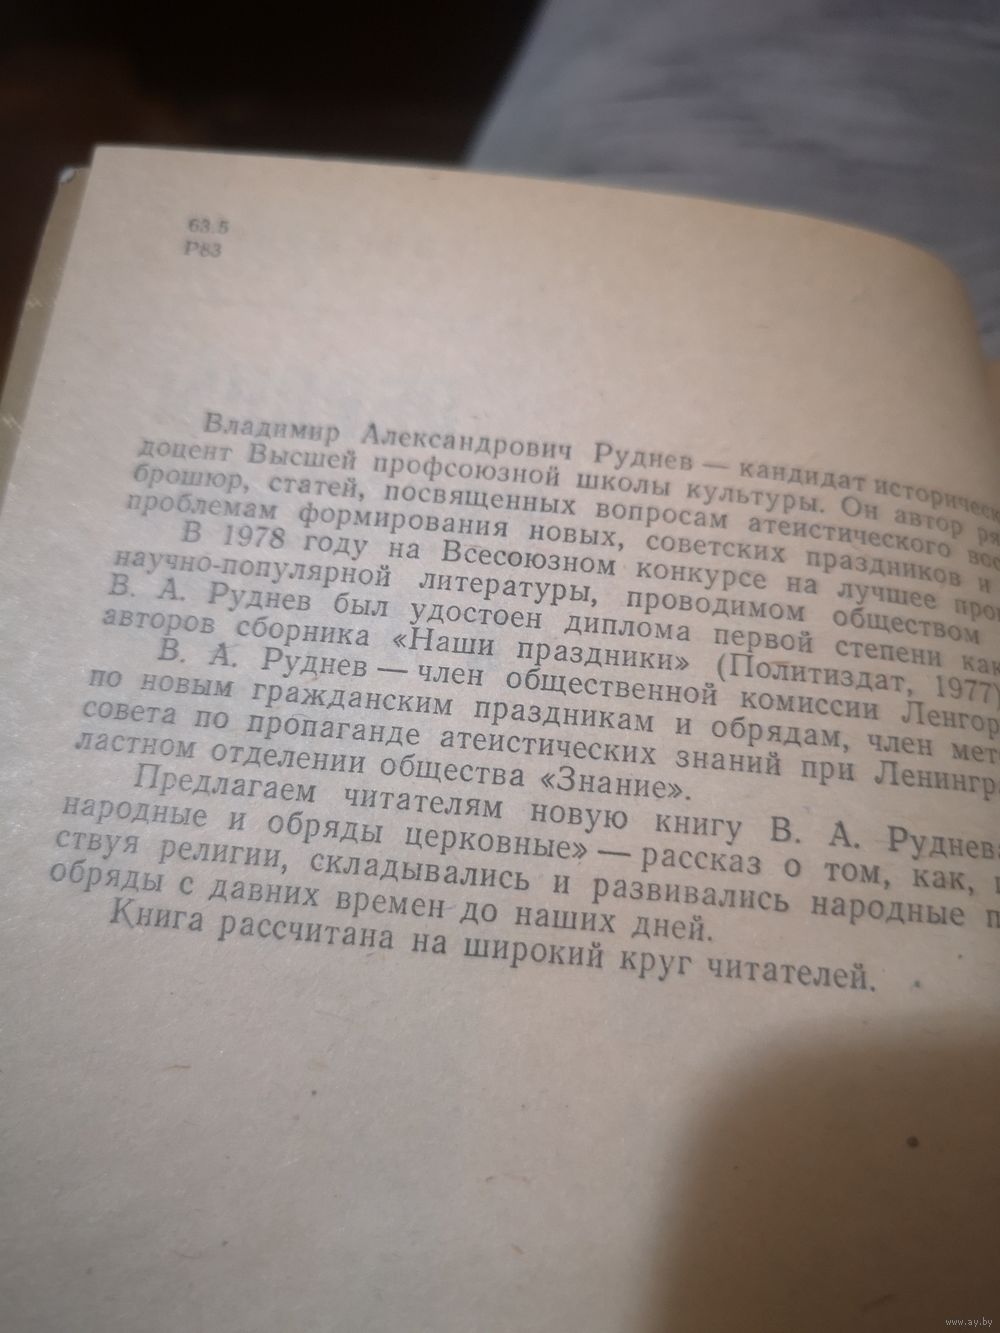 63.5
Р83
Владимир Александрович Руднев — кандидат историчес
доцент Высшей профсоюзной школы культуры. Он автор ря
брошюр, статей, посвященных вопросам атеистического вос
проблемам формирования новых, советских праздников и
В 1978 году на Всесоюзном конкурсе на лучшее прои
научно-популярной литературы, проводимом обществом
В. А. Руднев был удостоен диплома первой степени как
авторов сборника «Наши праздники» (Политиздат, 1977)
В. А. Руднев — член общественной комиссии Ленгор
по новым гражданским праздникам и обрядам, член мет
совета по пропаганде атеистических знаний при Ленингра
ластном отделении общества «Знание».
Предлагаем читателям новую книгу В. А. Руднева
народные и обряды церковные» — рассказ о том, как,
ствуя религии, складывались и развивались народные п
обряды с давних времен до наших дней.
Книга рассчитана на широкий круг читателей.
www.ay.by